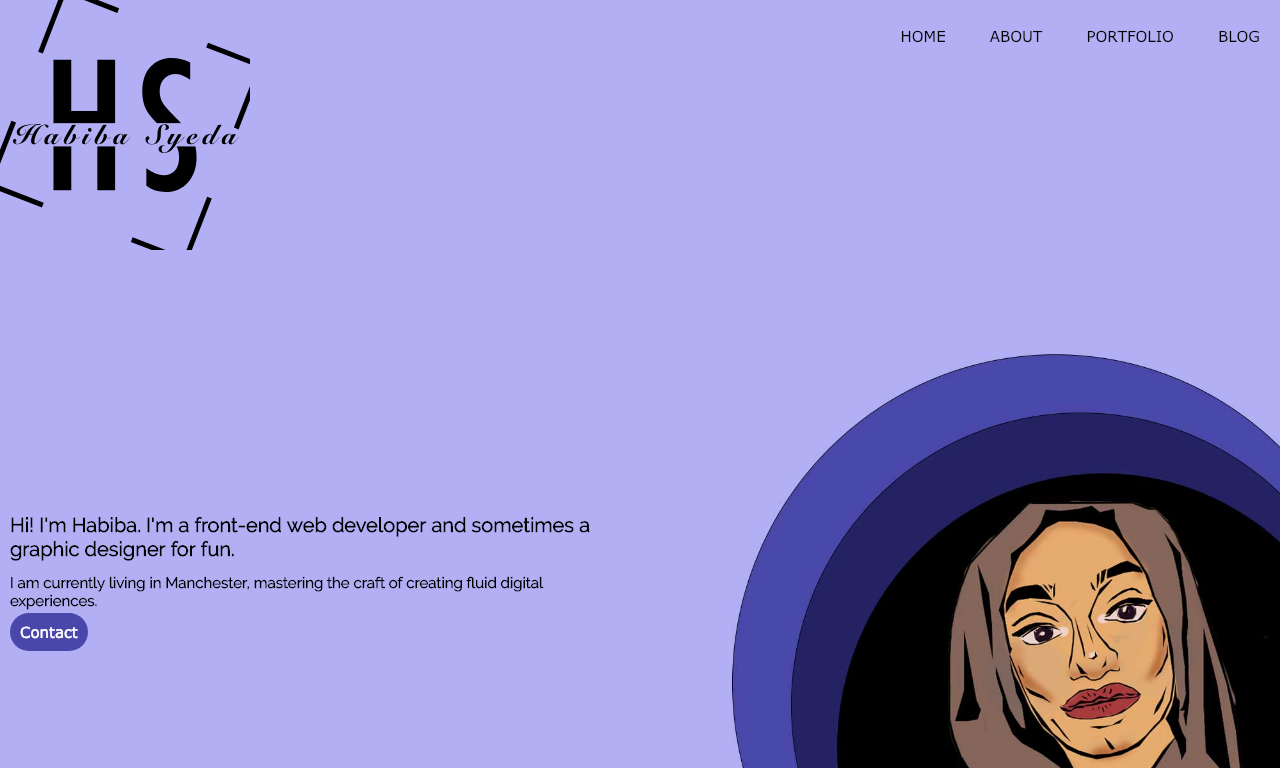 HS
Habiba Syeda
HOME ABOUT PORTFOLIO BLOG
Hi! I'm Habiba. I'm a front-end web developer and sometimes a
graphic designer for fun.
I am currently living in Manchester, mastering the craft of creating fluid digital
experiences.
Contact